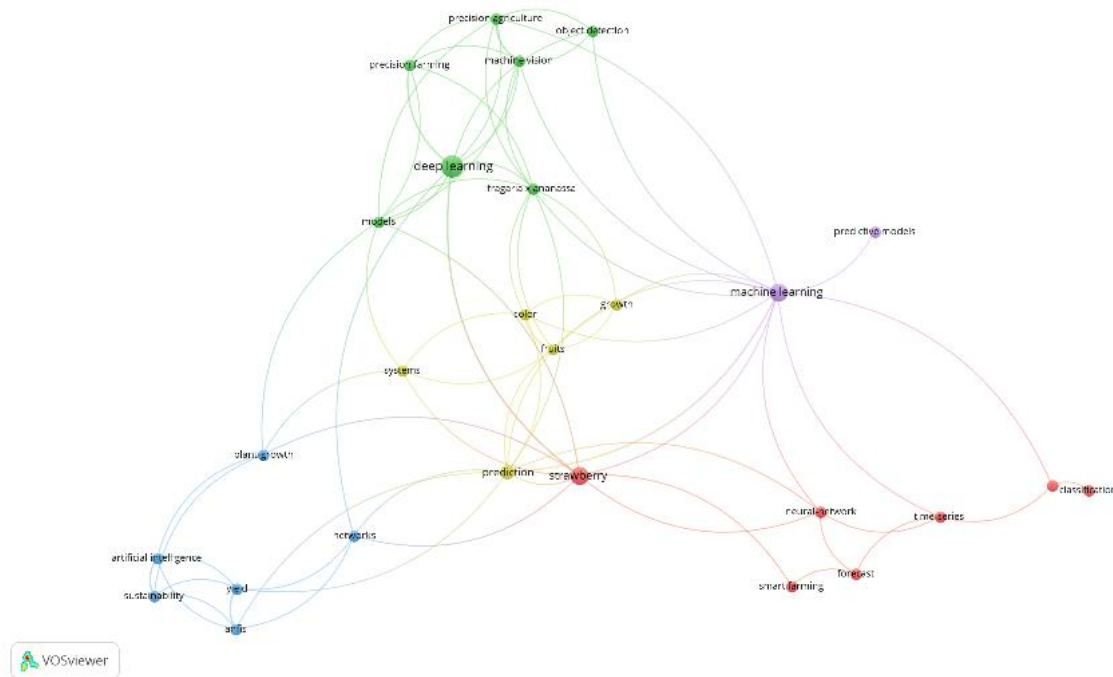 precision agriculture
object detection
precision farming
machine vision
deep learning
fragaria x ananassa
models
predictive models
machine learning
growth
color
fruits
systems
plant growth
prediction
strawberry
classification
neural-network
time-series
networks
artificial intelligence
forecast
smart farming
yield
sustainability
anfis
VOSviewer